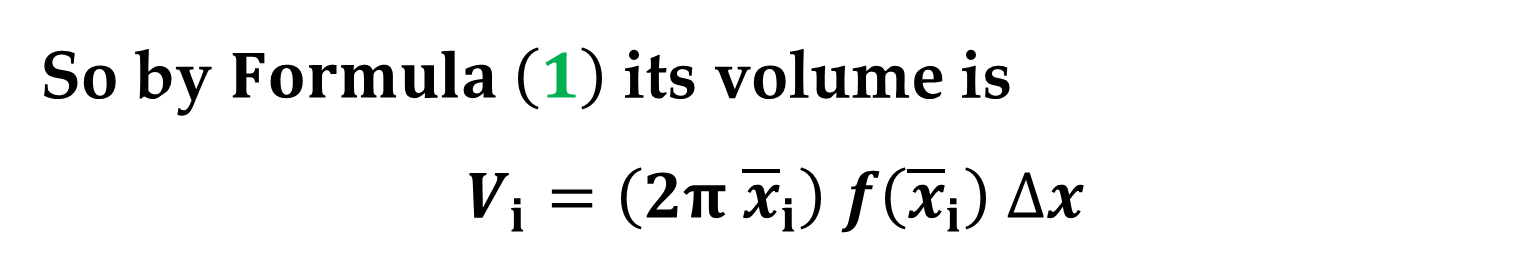 So by Formula (1) its volume is
Vᵢ = (2π x̅ᵢ) f(x̅ᵢ) Δx